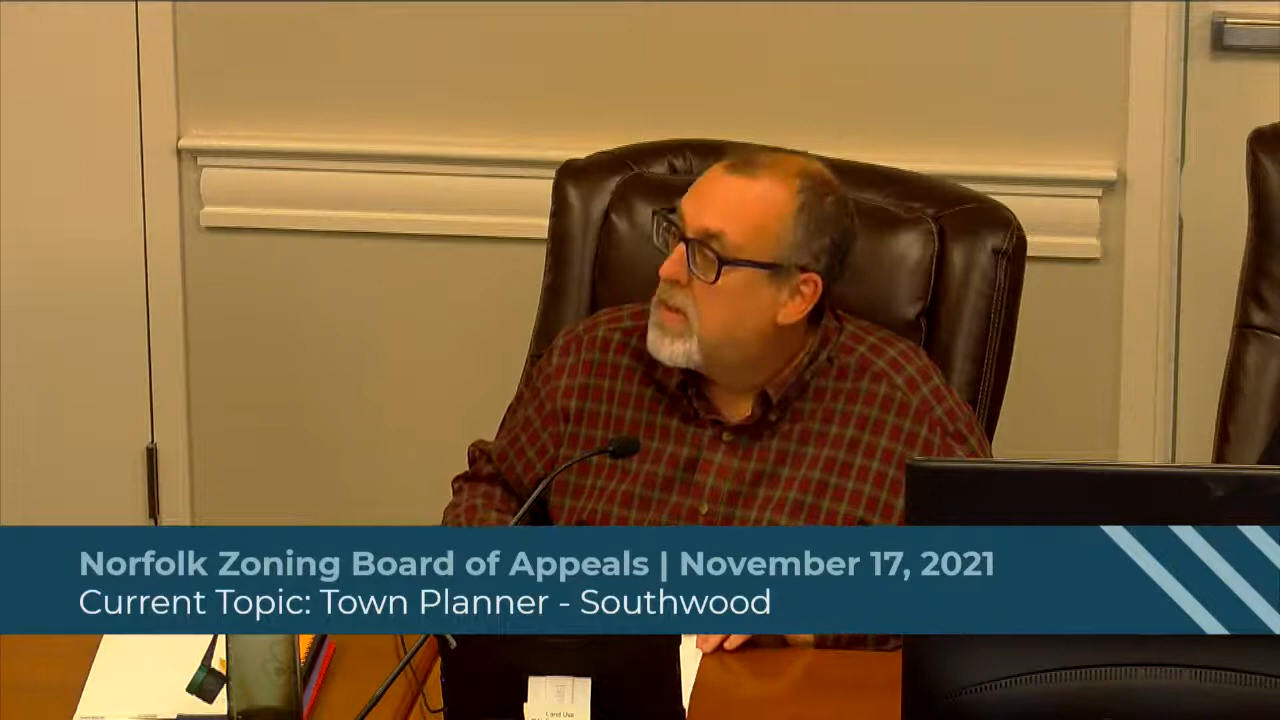 Norfolk Zoning Board of Appeals | November 17, 2021
Current Topic: Town Planner - Southwood
Land Use